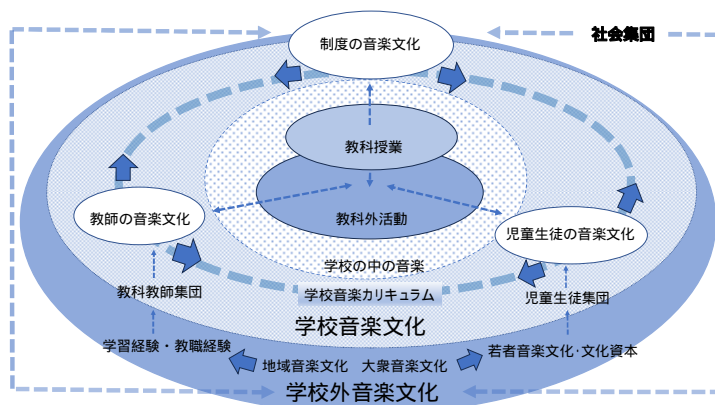 社会集団
制度の音楽文化
教科授業
教師の音楽文化
教科外活動
児童生徒の音楽文化
学校の中の音楽
教科教師集団
学校音楽カリキュラム
児童生徒集団
学校音楽文化
学習経験・教職経験
地域音楽文化 大衆音楽文化
若者音楽文化・文化資本
学校外音楽文化